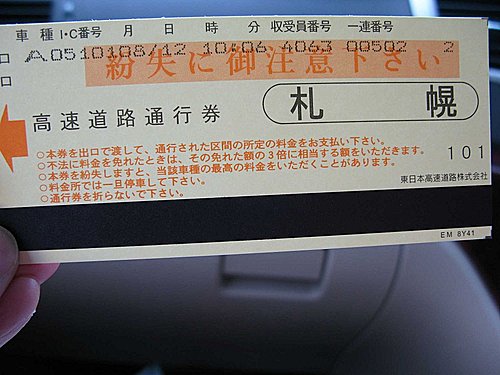 車種 I・C番号 月 日 時 分 収受員番号 一連番号
A 0510108/12 10:06 4063 00502 2
紛失に御注意下さい
高速道路通行券 札幌
○本券を出口で渡して、通行された区間の所定の料金をお支払い下さい。
○不法に料金を免れたときは、その免れた額の3倍に相当する額をいただきます。
○本券を紛失しますと、当該車種の最高の料金をいただくことがあります。
○料金所では一旦停車して下さい。
○通行券を折らないで下さい。
101
東日本高速道路株式会社
EM 8Y41